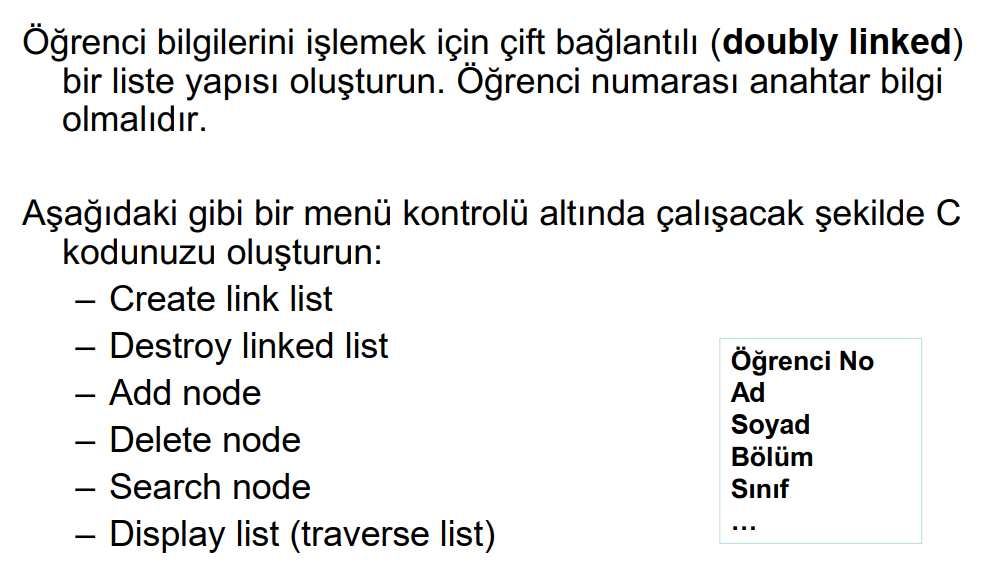 Öğrenci bilgilerini işlemek için çift bağlantılı (doubly linked)
bir liste yapısı oluşturun. Öğrenci numarası anahtar bilgi
olmalıdır.
Aşağıdaki gibi bir menü kontrolü altında çalışacak şekilde C
kodunuzu oluşturun:
– Create link list
– Destroy linked list
– Add node
– Delete node
– Search node
– Display list (traverse list)
Öğrenci No
Ad
Soyad
Bölüm
Sınıf
...